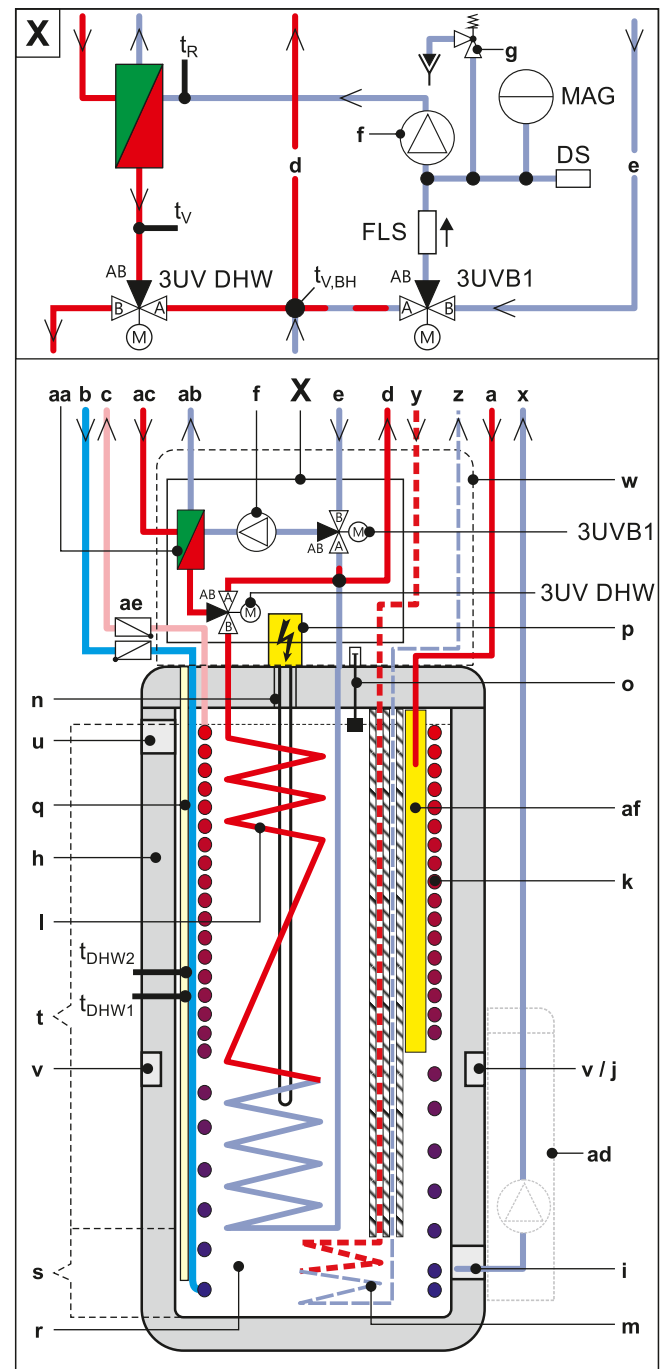 X
tR
g
MAG
f
DS
d
e
FLS
tV
AB
3UV DHW
tV,BH
AB
3UVB1
B
A
A
B
M
M
aa
b
c
ac
ab
f
X
e
d
y
z
a
x
w
B
M
3UVB1
AB
A
AB
A
M
3UV DHW
B
ae
p
n
o
u
q
af
h
k
l
tDHW2
tDHW1
t
v
v / j
ad
s
i
r
m